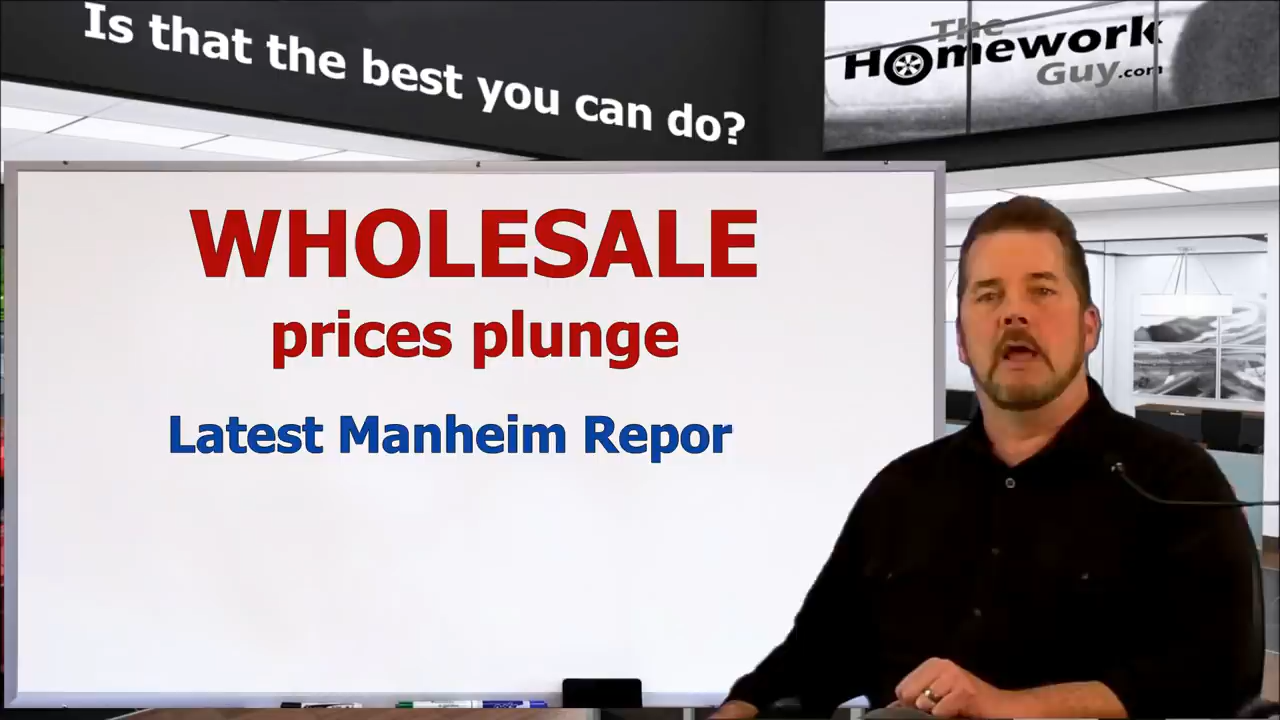 Is that the best you can do?
The
Homework
Guy.com
WHOLESALE
prices plunge
Latest Manheim Repor